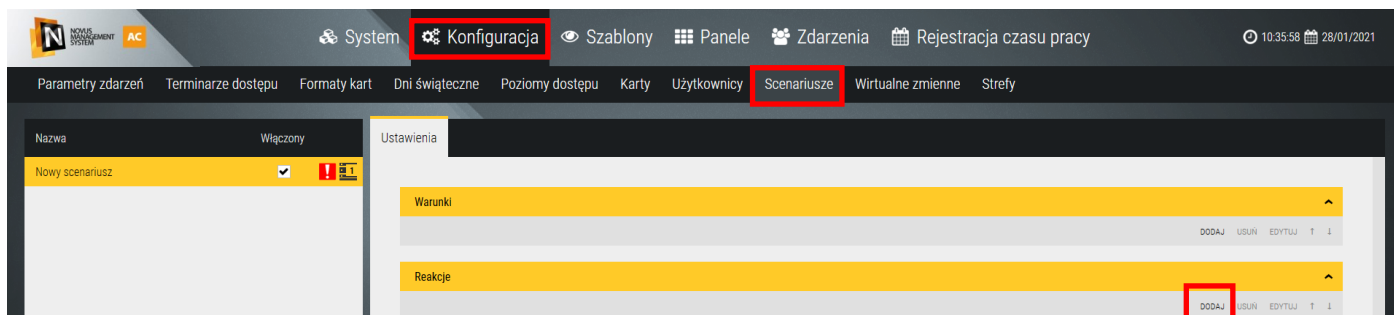 NOVUS MANAGEMENT SYSTEM AC
System Konfiguracja Szablony Panele Zdarzenia Rejestracja czasu pracy 10:35:58 28/01/2021
Parametry zdarzeń Terminarze dostępu Formaty kart Dni świąteczne Poziomy dostępu Karty Użytkownicy Scenariusze Wirtualne zmienne Strefy
Nazwa Włączony Ustawienia
Nowy scenariusz ! 1
Warunki
DODAJ USUŃ EDYTUJ ↑ ↓
Reakcje
DODAJ USUŃ EDYTUJ ↑ ↓